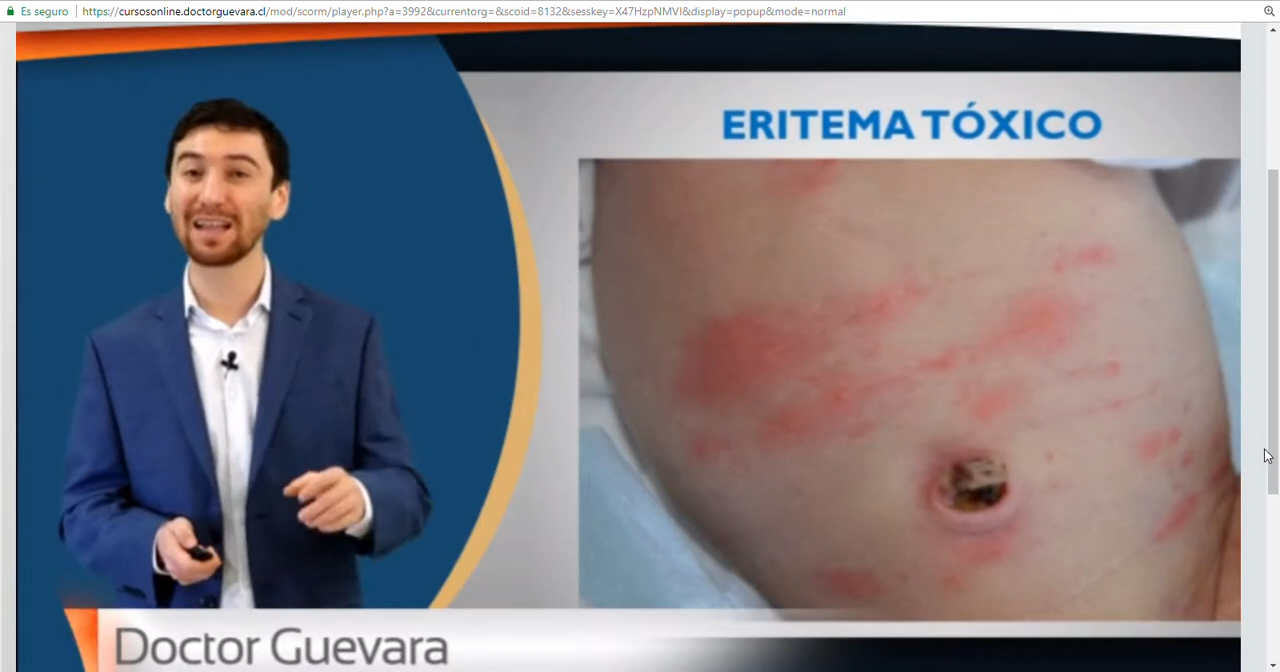 Es seguro
https://cursosonline.doctorguevara.cl/mod/scorm/player.php?a=3992&currentorg=&scoid=8132&sesskey=X47HzpNMVI&display=popup&mode=normal
ERITEMA TÓXICO
Doctor Guevara